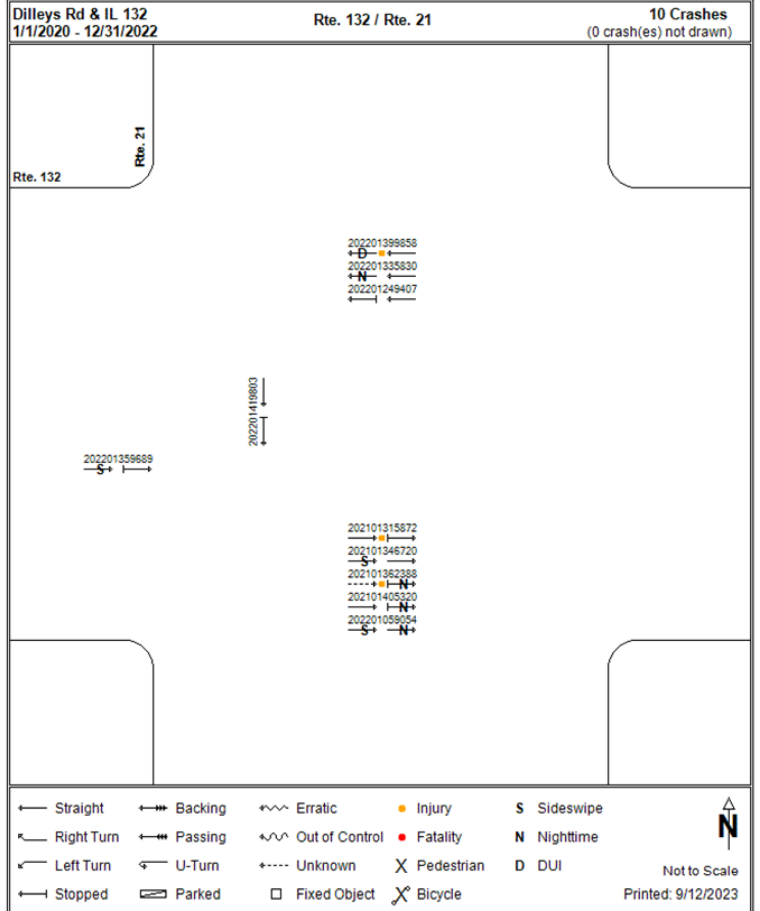 Dilleys Rd & IL 132
1/1/2020 - 12/31/2022
Rte. 132 / Rte. 21
10 Crashes
(0 crash(es) not drawn)
Rte. 21
Rte. 132
202201399858
D
202201335830
N
202201249407
202201419803
202201359689
S
202101315872
202101346720
S
202101362388
N
202101405320
N
202201059054
S N
Straight
Backing
Erratic
Injury
S Sideswipe
Right Turn
Passing
Out of Control
Fatality
N Nighttime
Left Turn
U-Turn
Unknown
Pedestrian
D DUI
Stopped
Parked
Fixed Object
Bicycle
N
Not to Scale
Printed: 9/12/2023